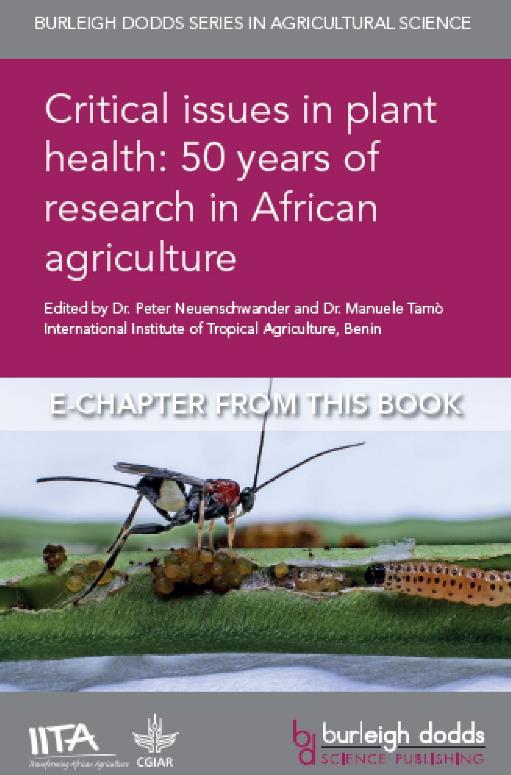 BURLEIGH DODDS SERIES IN AGRICULTURAL SCIENCE
Critical issues in plant
health: 50 years of
research in African
agriculture
Edited by Dr. Peter Neuenschwander and Dr. Manuele Tamò
International Institute of Tropical Agriculture, Benin
E-CHAPTER FROM THIS BOOK
IITA
Transforming African Agriculture
CGIAR
bd burleigh dodds
SCIENCE PUBLISHING